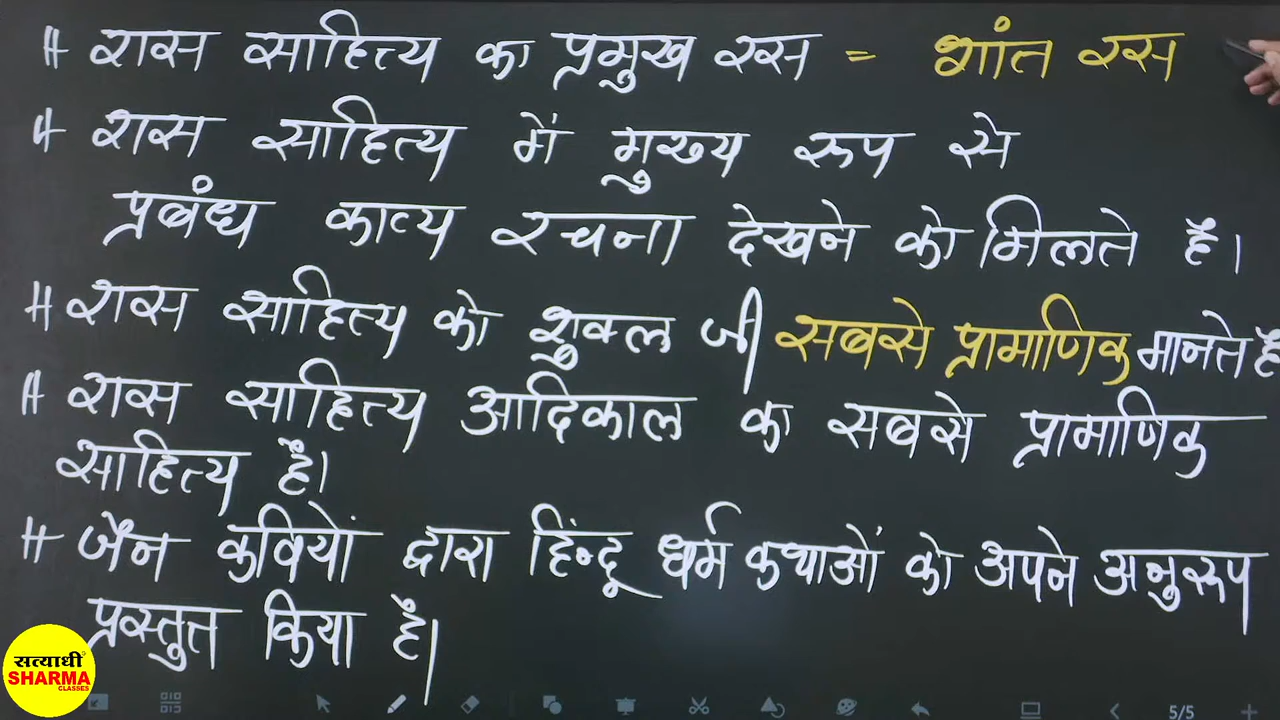 # रास साहित्य का प्रमुख रस = शांत रस
# रास साहित्य में मुख्य रूप से
प्रबंध काव्य रचना देखने को मिलते हैं।
# रास साहित्य को शुक्ल जी सबसे प्रामाणिक मानते हैं
# रास साहित्य आदिकाल का सबसे प्रामाणिक
साहित्य है।
# जैन कवियों द्वारा हिंन्दू धर्म कथाओं को अपने अनुरूप
प्रस्तुत किया है।
सत्याधी
SHARMA
CLASSES
5/5